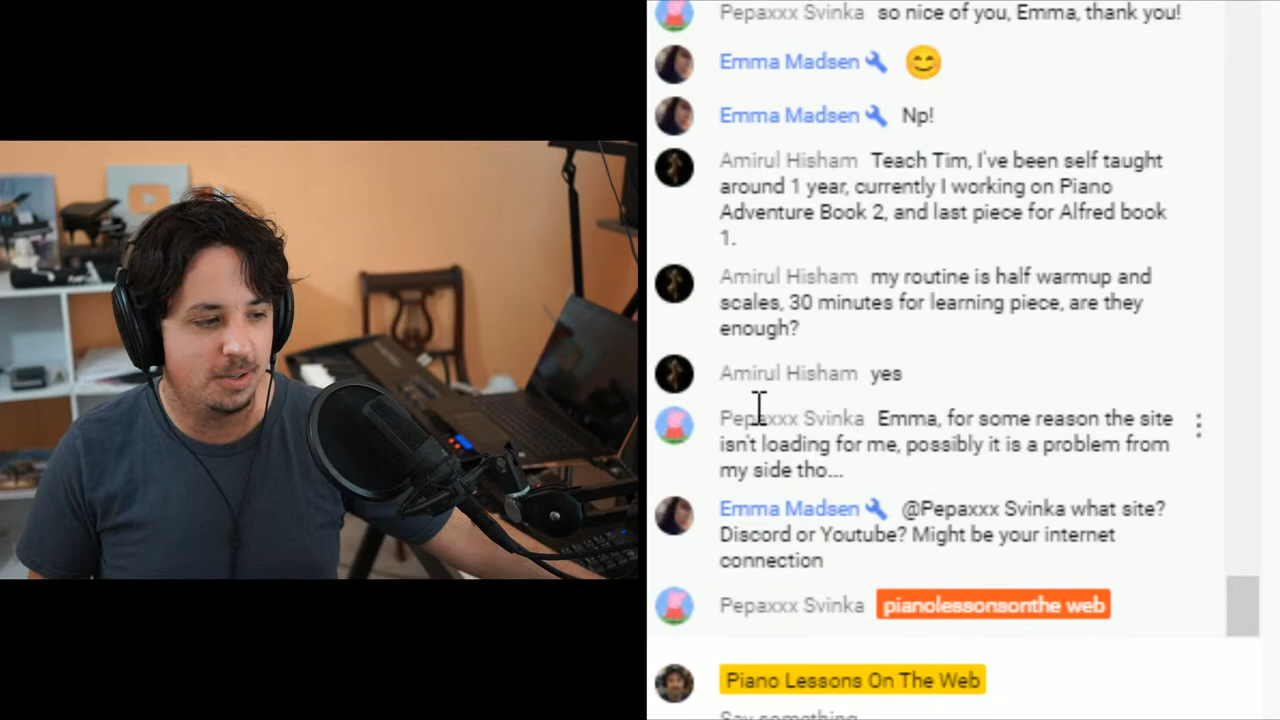 Pepaxxx Svinka so nice of you, Emma, thank you!
Emma Madsen
Emma Madsen Np!
Amirul Hisham Teach Tim, I've been self taught
around 1 year, currently I working on Piano
Adventure Book 2, and last piece for Alfred book
1.
Amirul Hisham my routine is half warmup and
scales, 30 minutes for learning piece, are they
enough?
Amirul Hisham yes
Pepaxxx Svinka Emma, for some reason the site
isn't loading for me, possibly it is a problem from
my side tho...
Emma Madsen @Pepaxxx Svinka what site?
Discord or Youtube? Might be your internet
connection
Pepaxxx Svinka pianolessonsonthe web
Piano Lessons On The Web
Say something